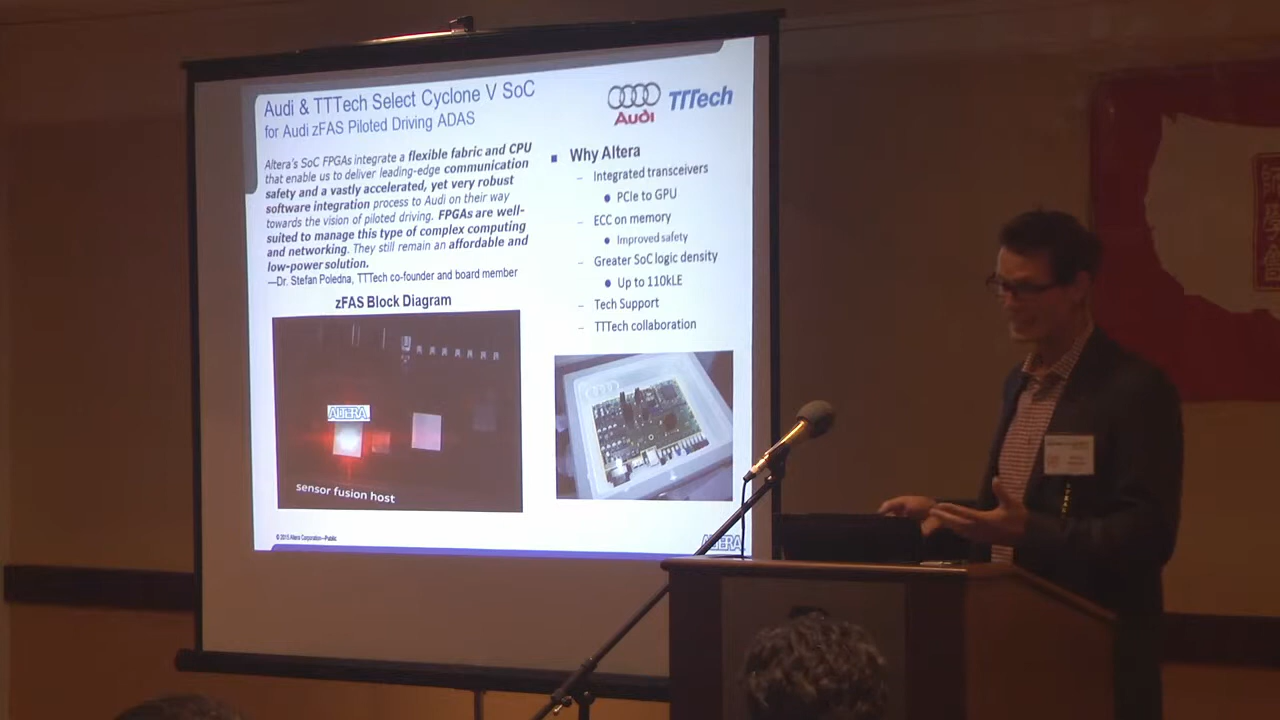 Audi & TTTech Select Cyclone V SoC
for Audi zFAS Piloted Driving ADAS
Audi
TTTech
Altera's SoC FPGAs integrate a flexible fabric and CPU
that enable us to deliver leading-edge communication
safety and a vastly accelerated, yet very robust
software integration process to Audi on their way
towards the vision of piloted driving. FPGAs are well-
suited to manage this type of complex computing
and networking. They still remain an affordable and
low-power solution.
—Dr. Stefan Poledna, TTTech co-founder and board member
zFAS Block Diagram
ALTERA
sensor fusion host
■ Why Altera
– Integrated transceivers
● PCIe to GPU
– ECC on memory
● Improved safety
– Greater SoC logic density
● Up to 110kLE
– Tech Support
– TTTech collaboration
© 2015 Altera Corporation—Public
ALTERA